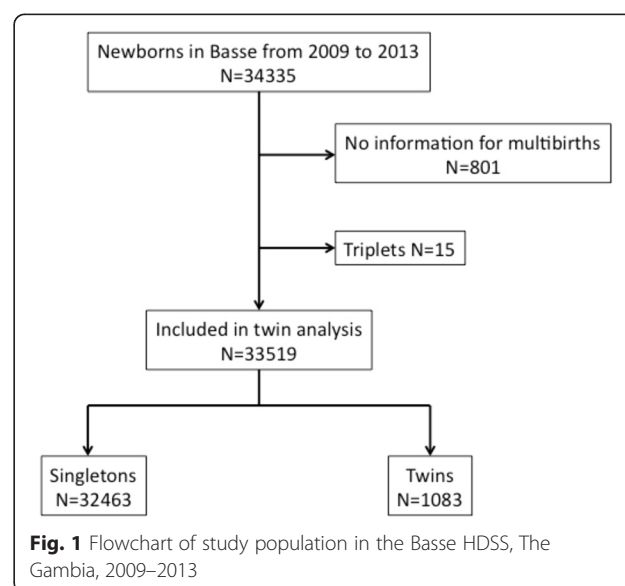 Newborns in Basse from 2009 to 2013
N=34335
No information for multibirths
N=801
Triplets N=15
Included in twin analysis
N=33519
Singletons
N=32463
Twins
N=1083
Fig. 1 Flowchart of study population in the Basse HDSS, The
Gambia, 2009–2013